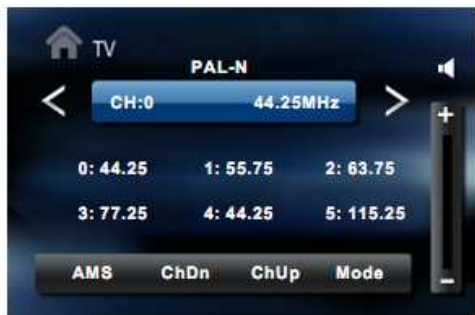 TV
PAL-N
CH:0 44.25MHz
0: 44.25 1: 55.75 2: 63.75
3: 77.25 4: 44.25 5: 115.25
AMS ChDn ChUp Mode